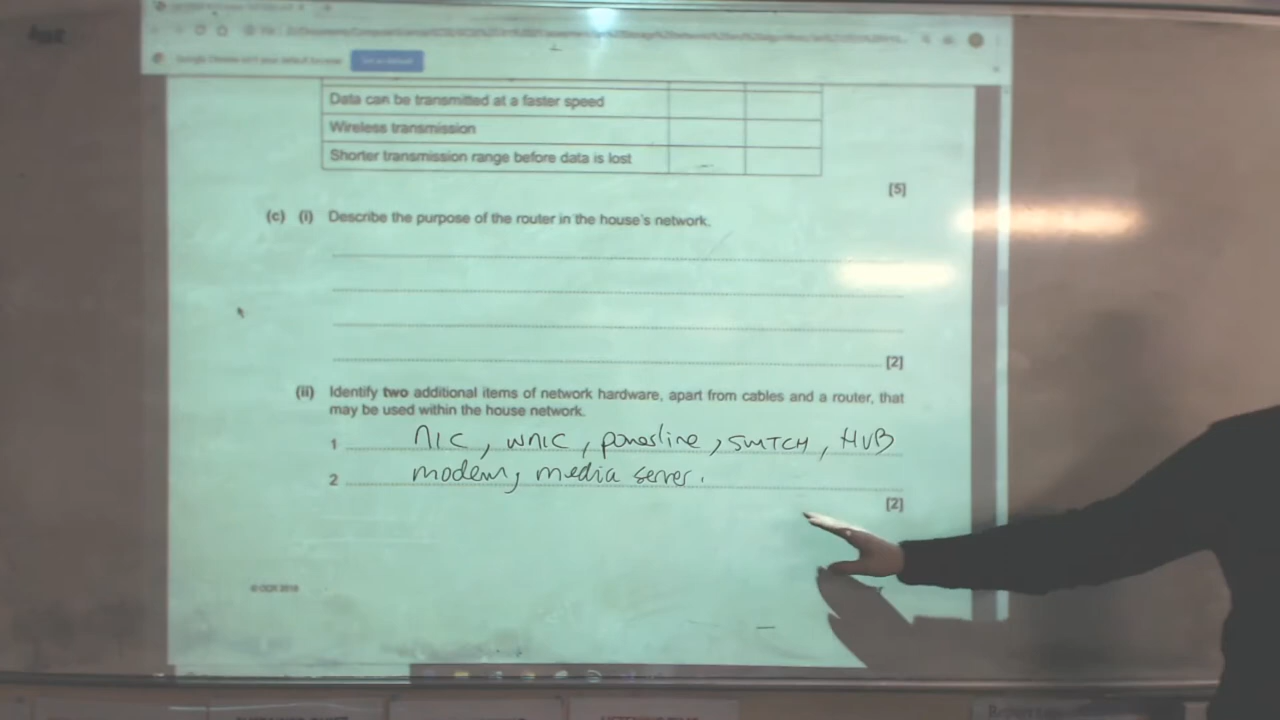 Data can be transmitted at a faster speed
Wireless transmission
Shorter transmission range before data is lost
[5]
(c) (i) Describe the purpose of the router in the house's network.
[2]
(ii) Identify two additional items of network hardware, apart from cables and a router, that
may be used within the house network.
1 NIC, WNIC, powerline, SWITCH, HUB
2 modem, media server.
[2]
© OCR 2018